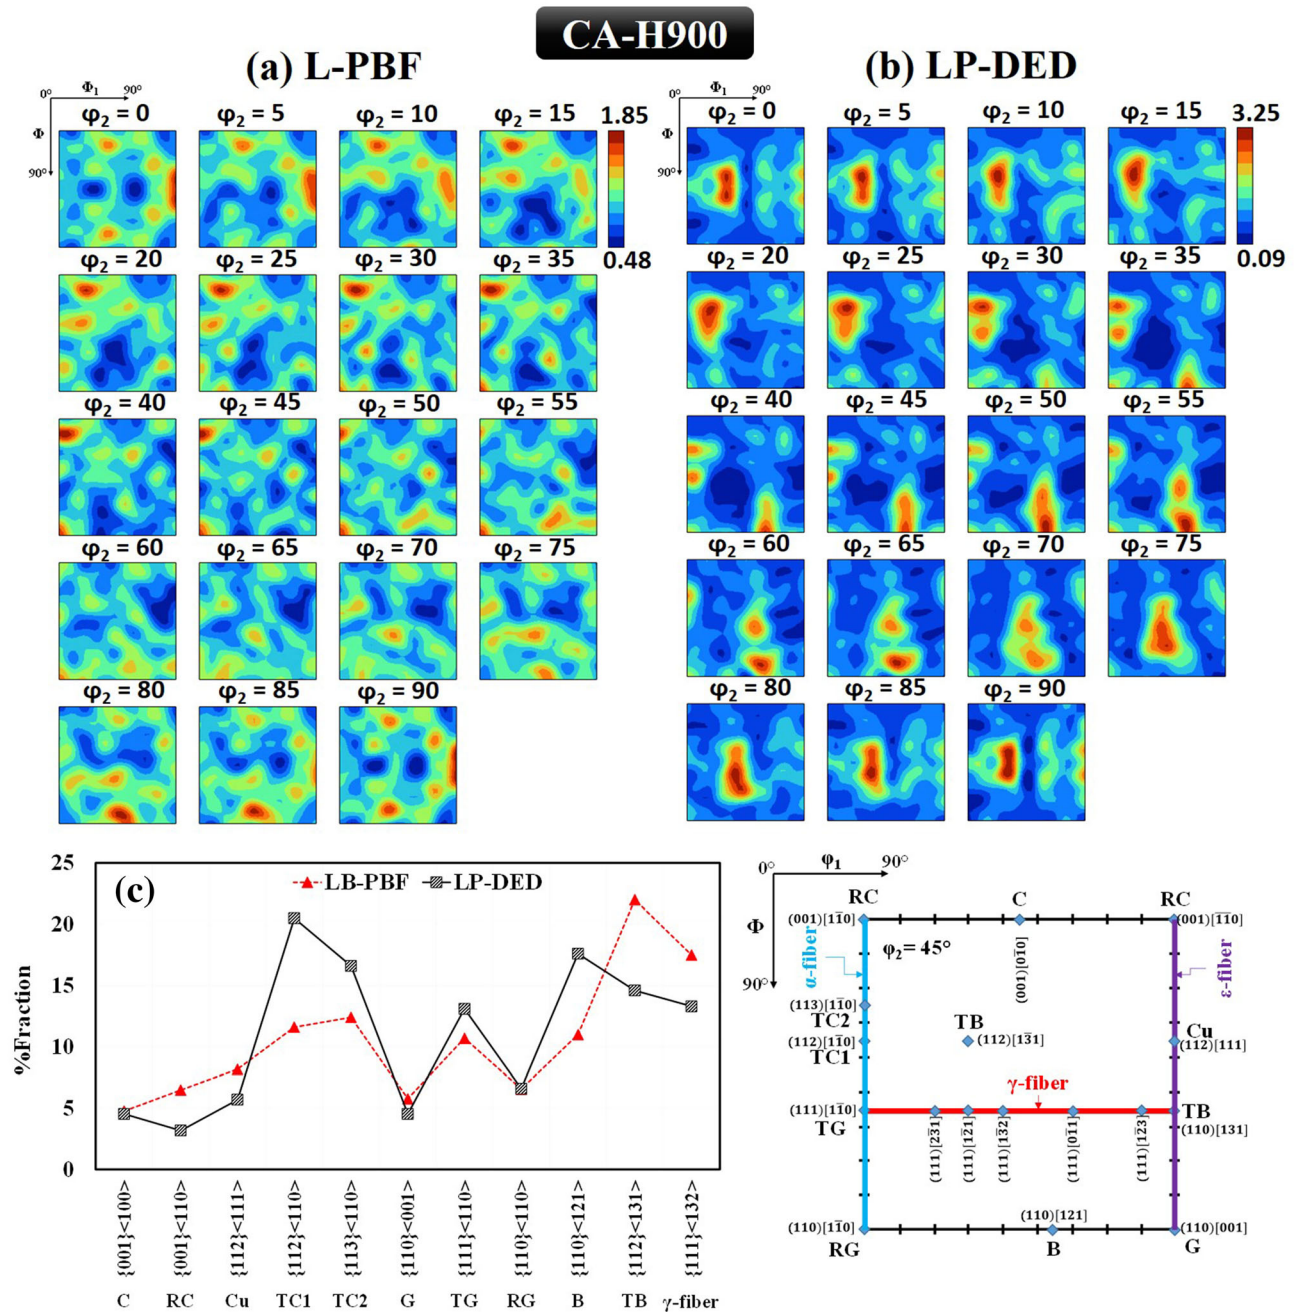 CA-H900
(a) L-PBF
(b) LP-DED
0° Φ₁ 90°
Φ
90°
φ₂ = 0 φ₂ = 5 φ₂ = 10 φ₂ = 15
1.85
0.48
φ₂ = 20 φ₂ = 25 φ₂ = 30 φ₂ = 35
φ₂ = 40 φ₂ = 45 φ₂ = 50 φ₂ = 55
φ₂ = 60 φ₂ = 65 φ₂ = 70 φ₂ = 75
φ₂ = 80 φ₂ = 85 φ₂ = 90
0° Φ₁ 90°
Φ
90°
φ₂ = 0 φ₂ = 5 φ₂ = 10 φ₂ = 15
3.25
0.09
φ₂ = 20 φ₂ = 25 φ₂ = 30 φ₂ = 35
φ₂ = 40 φ₂ = 45 φ₂ = 50 φ₂ = 55
φ₂ = 60 φ₂ = 65 φ₂ = 70 φ₂ = 75
φ₂ = 80 φ₂ = 85 φ₂ = 90
(c)
LB-PBF LP-DED
%Fraction
25
20
15
10
5
0
{001}<100> {001}<110> {112}<111> {112}<110> {113}<110> {110}<001> {111}<110> {110}<110> {110}<121> {112}<131> {111}<132>
C RC Cu TC1 TC2 G TG RG B TB γ-fiber
0° φ₁ 90°
Φ
90°
RC C RC
(001)[11̅0] (001)[1̅1̅0]
(001)[01̅0]
φ₂= 45°
α-fiber
ε-fiber
(113)[11̅0]
TC2
TB
Cu
(112)[11̅0] (112)[13̅1] (112)[111]
TC1
γ-fiber
(111)[11̅0] TB
TG (110)[131]
(111)[2̅3̅1] (111)[1̅2̅1] (111)[1̅3̅2] (111)[01̅1] (111)[12̅3]
(110)[121]
(110)[11̅0] (110)[001]
RG B G